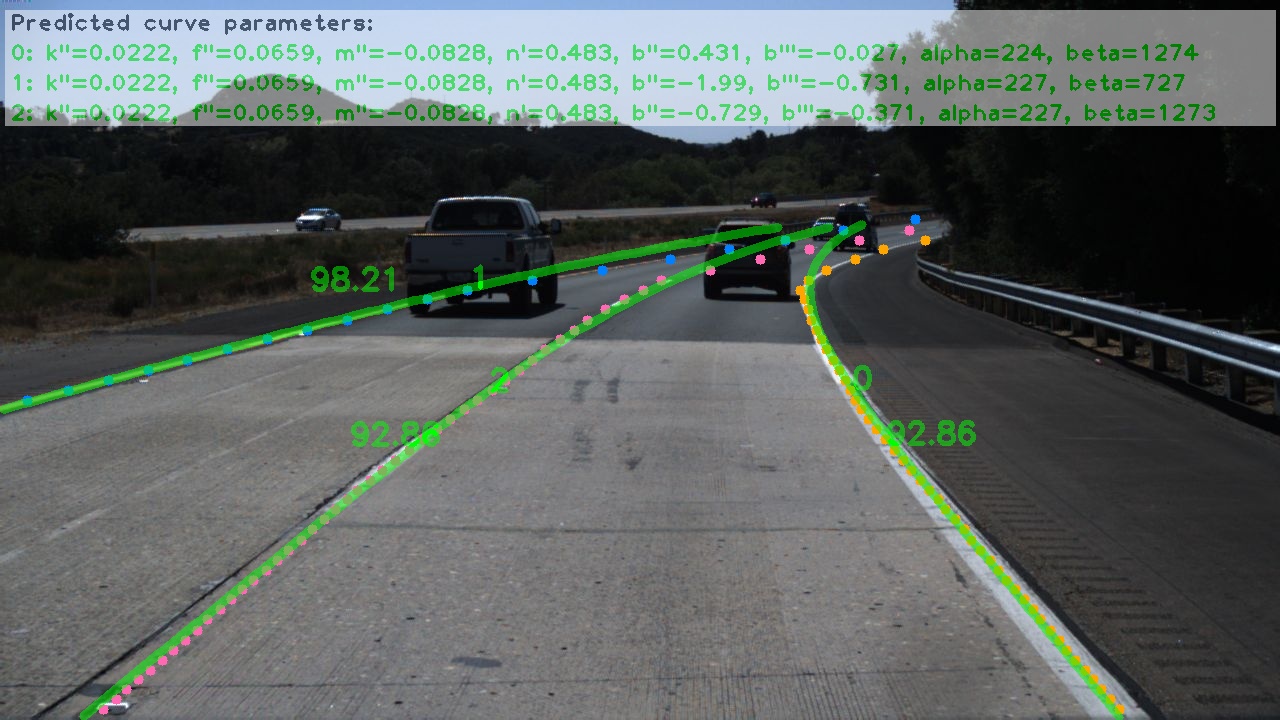 Predicted curve parameters:
0: k''=0.0222, f''=0.0659, m''=-0.0828, n'=0.483, b''=0.431, b'''=-0.027, alpha=224, beta=1274
1: k''=0.0222, f''=0.0659, m''=-0.0828, n'=0.483, b''=-1.99, b'''=-0.731, alpha=227, beta=727
2: k''=0.0222, f''=0.0659, m''=-0.0828, n'=0.483, b''=-0.729, b'''=-0.371, alpha=227, beta=1273
98.21 1
2 0
92.86 92.86